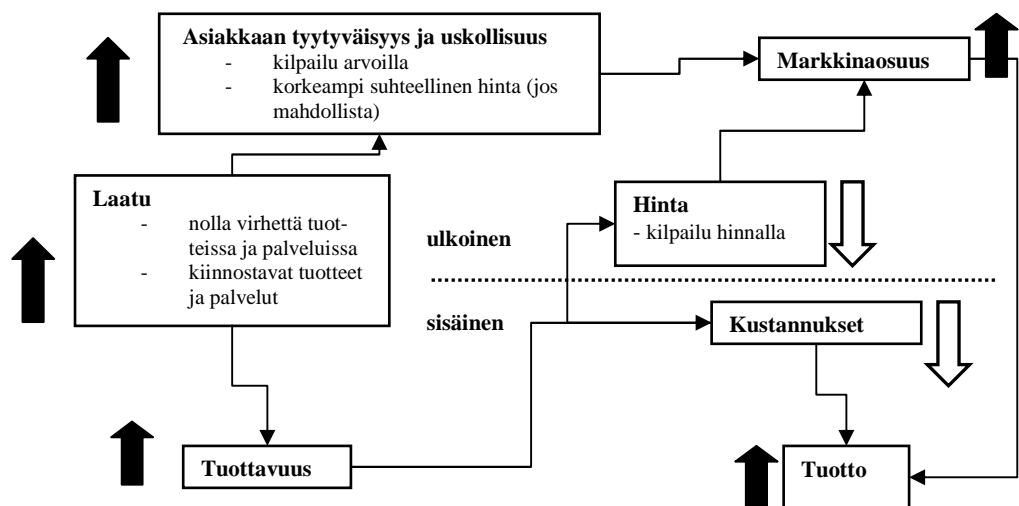 Asiakkaan tyytyväisyys ja uskollisuus
- kilpailu arvoilla
- korkeampi suhteellinen hinta (jos
mahdollista)
Markkinaosuus
Laatu
- nolla virhettä tuot-
teissa ja palveluissa
- kiinnostavat tuotteet
ja palvelut
Hinta
- kilpailu hinnalla
ulkoinen
sisäinen
Kustannukset
Tuottavuus
Tuotto